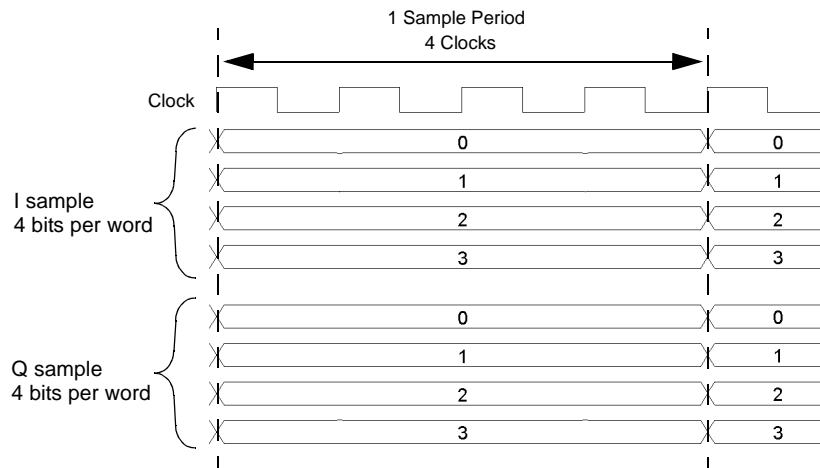 1 Sample Period
4 Clocks
Clock
0 0
I sample
4 bits per word
1 1
2 2
3 3
Q sample
4 bits per word
0 0
1 1
2 2
3 3